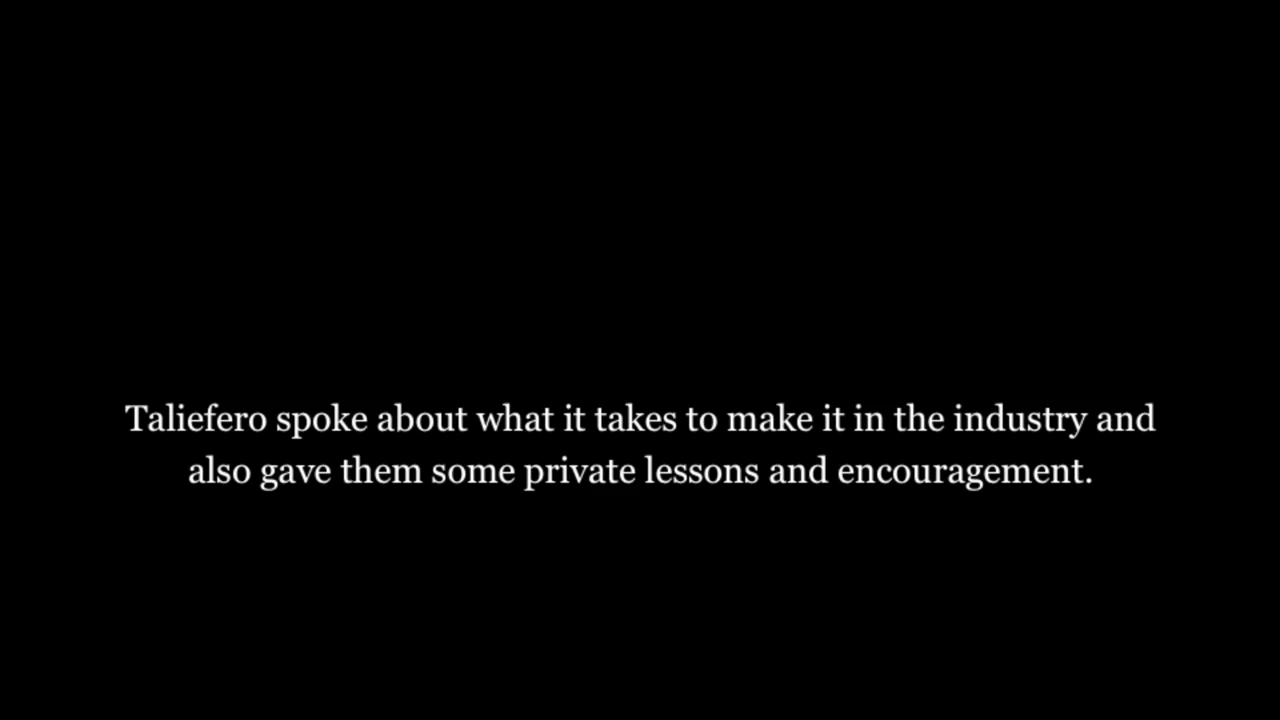 Taliefero spoke about what it takes to make it in the industry and
also gave them some private lessons and encouragement.